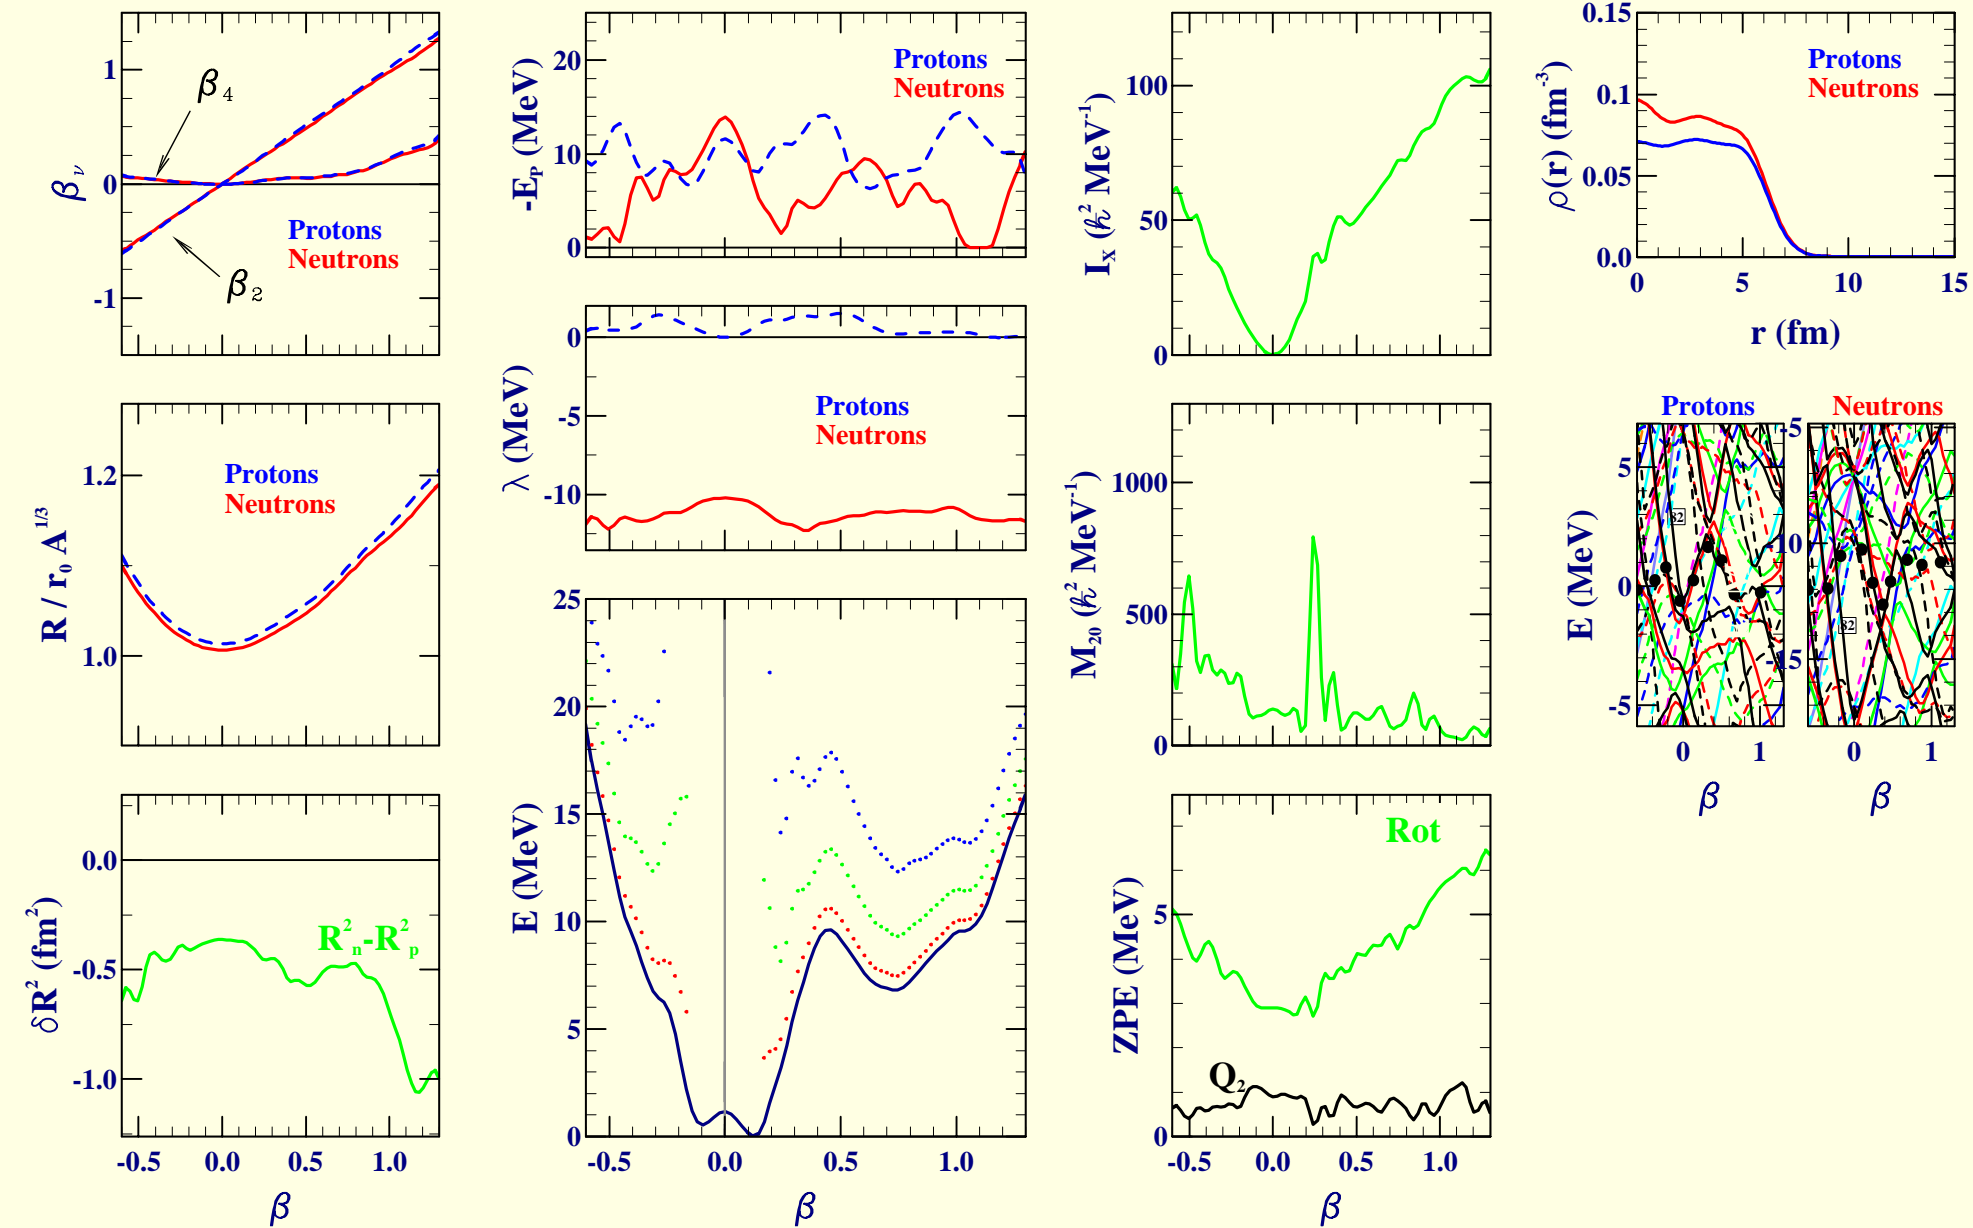 1
0
-1
β₄
β₂
Protons
Neutrons
βν
1.2
1.0
Protons
Neutrons
R / r₀ A^1/3
0.0
-0.5
-1.0
R²ₙ-R²ₚ
δR² (fm²)
-0.5 0.0 0.5 1.0
β
20
10
0
Protons
Neutrons
-Eₚ (MeV)
0
-5
-10
Protons
Neutrons
λ (MeV)
25
20
15
10
5
0
E (MeV)
-0.5 0.0 0.5 1.0
β
100
50
0
Iₓ (ℏ² MeV⁻¹)
1000
500
0
M₂₀ (ℏ² MeV⁻¹)
Rot
5
Q₂
0
ZPE (MeV)
-0.5 0.0 0.5 1.0
β
0.15
0.1
0.05
0.0
Protons
Neutrons
ρ(r) (fm⁻³)
0 5 10 15
r (fm)
Protons Neutrons
5
0
-5
82
-5
-10
-15
82
E (MeV)
0 1 0 1
β β